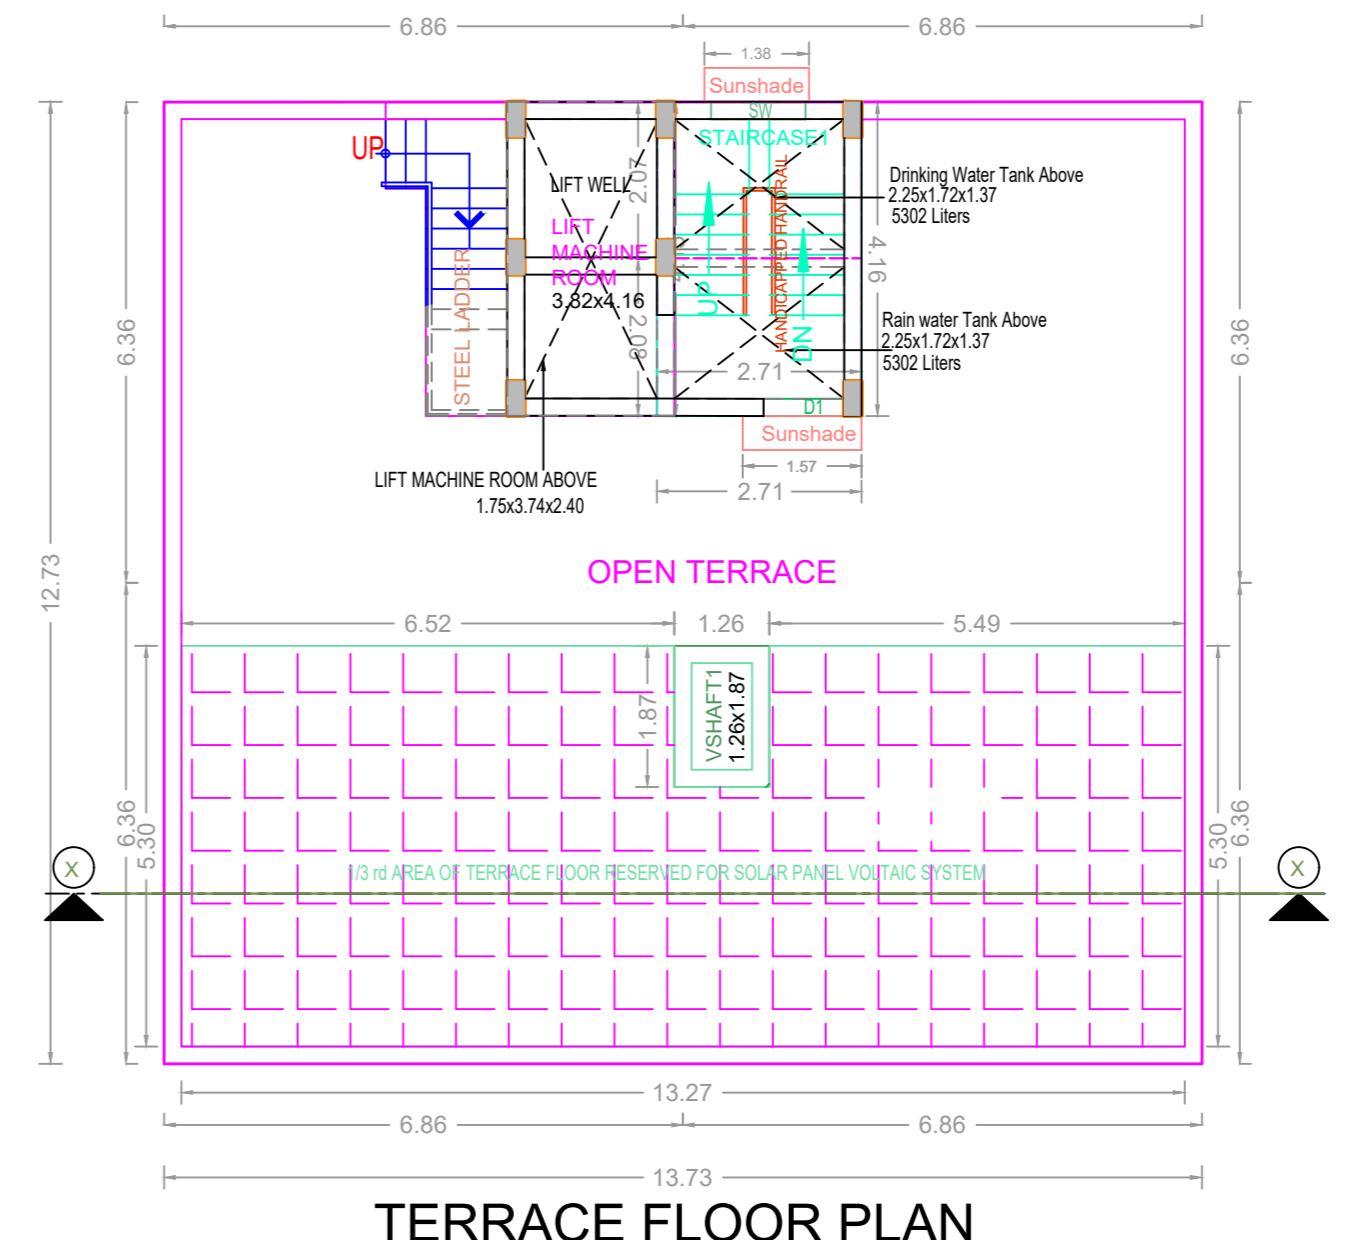 6.86
6.86
1.38
Sunshade
SW
STAIRCASE1
UP
LIFT WELL
2.07
LIFT
MACHINE
ROOM
3.82x4.16
2.08
STEEL LADDER
HANDICAPPED HANDRAIL
UP
DN
Drinking Water Tank Above
2.25x1.72x1.37
5302 Liters
4.16
Rain water Tank Above
2.25x1.72x1.37
5302 Liters
2.71
D1
Sunshade
1.57
2.71
LIFT MACHINE ROOM ABOVE
1.75x3.74x2.40
6.36
6.36
12.73
OPEN TERRACE
6.52
1.26
5.49
1.87
VSHAFT1
1.26x1.87
6.36
5.30
5.30
6.36
X
X
1/3 rd AREA OF TERRACE FLOOR RESERVED FOR SOLAR PANEL VOLTAIC SYSTEM
13.27
6.86
6.86
13.73
TERRACE FLOOR PLAN